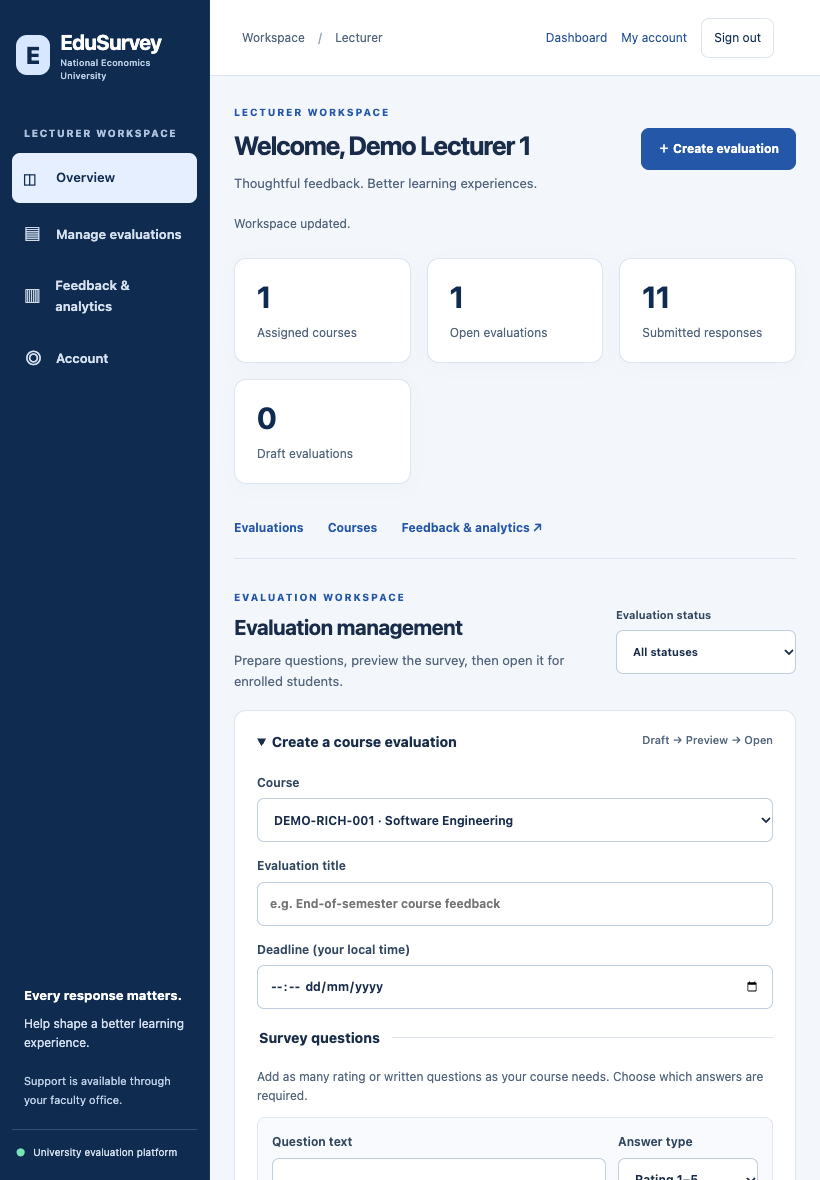 E
EduSurvey
National Economics
University
LECTURER WORKSPACE
Overview
Manage evaluations
Feedback &
analytics
Account
Every response matters.
Help shape a better learning
experience.
Support is available through
your faculty office.
University evaluation platform
Workspace / Lecturer
Dashboard
My account
Sign out
LECTURER WORKSPACE
Welcome, Demo Lecturer 1
Thoughtful feedback. Better learning experiences.
+ Create evaluation
Workspace updated.
1
Assigned courses
1
Open evaluations
11
Submitted responses
0
Draft evaluations
Evaluations
Courses
Feedback & analytics ↗
EVALUATION WORKSPACE
Evaluation management
Prepare questions, preview the survey, then open it for
enrolled students.
Evaluation status
All statuses
▼ Create a course evaluation
Draft → Preview → Open
Course
DEMO-RICH-001 · Software Engineering
Evaluation title
e.g. End-of-semester course feedback
Deadline (your local time)
--:-- dd/mm/yyyy
Survey questions
Add as many rating or written questions as your course needs. Choose which answers are
required.
Question text
Answer type
Rating 1–5